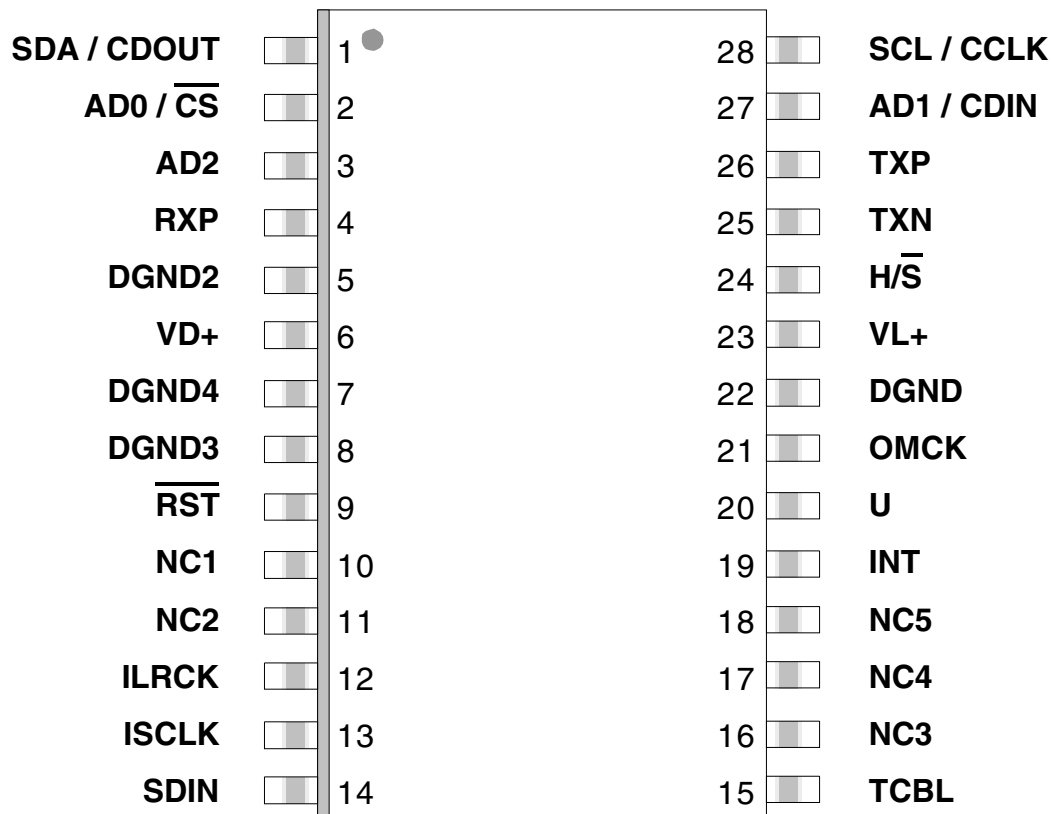 SDA / CDOUT 1 28 SCL / CCLK
AD0 / C̅S̅ 2 27 AD1 / CDIN
AD2 3 26 TXP
RXP 4 25 TXN
DGND2 5 24 H/S̅
VD+ 6 23 VL+
DGND4 7 22 DGND
DGND3 8 21 OMCK
R̅S̅T̅ 9 20 U
NC1 10 19 INT
NC2 11 18 NC5
ILRCK 12 17 NC4
ISCLK 13 16 NC3
SDIN 14 15 TCBL